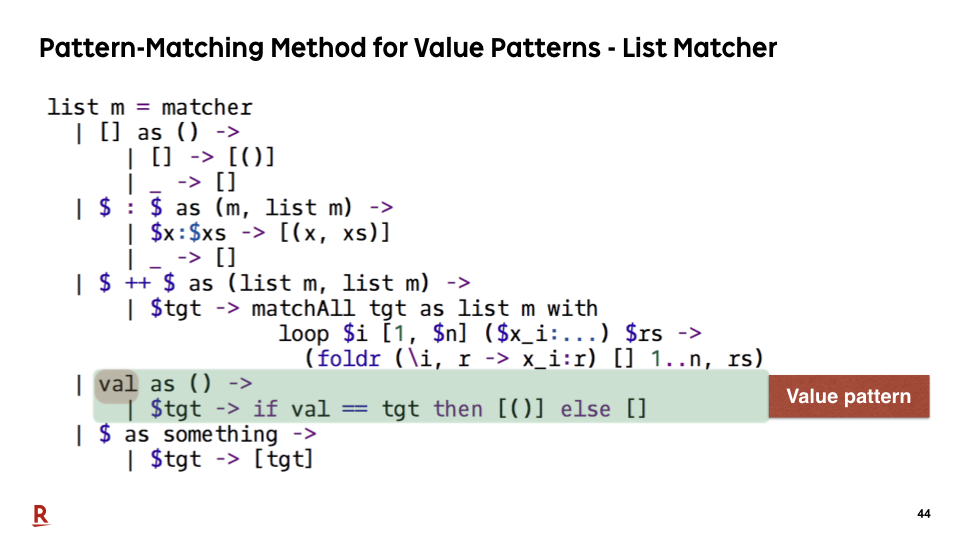 Pattern-Matching Method for Value Patterns - List Matcher
list m = matcher
| [] as () ->
| [] -> [()]
| _ -> []
| $ : $ as (m, list m) ->
| $x:$xs -> [(x, xs)]
| _ -> []
| $ ++ $ as (list m, list m) ->
| $tgt -> matchAll tgt as list m with
loop $i [1, $n] ($x_i:...) $rs ->
(foldr (\i, r -> x_i:r) [] 1..n, rs)
| val as () ->
| $tgt -> if val == tgt then [()] else []
Value pattern
| $ as something ->
| $tgt -> [tgt]
R
44